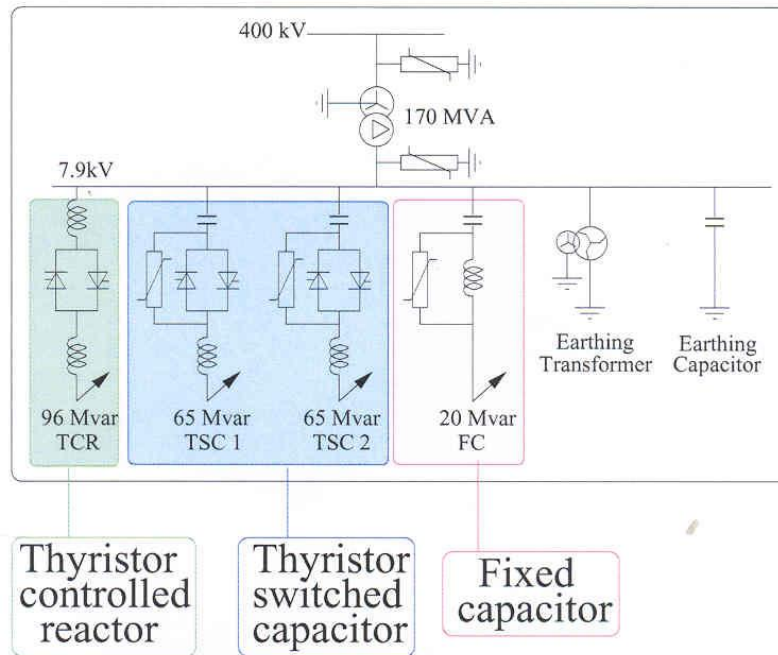 400 kV
170 MVA
7.9kV
Earthing
Transformer
Earthing
Capacitor
96 Mvar
TCR
65 Mvar
TSC 1
65 Mvar
TSC 2
20 Mvar
FC
Thyristor
controlled
reactor
Thyristor
switched
capacitor
Fixed
capacitor